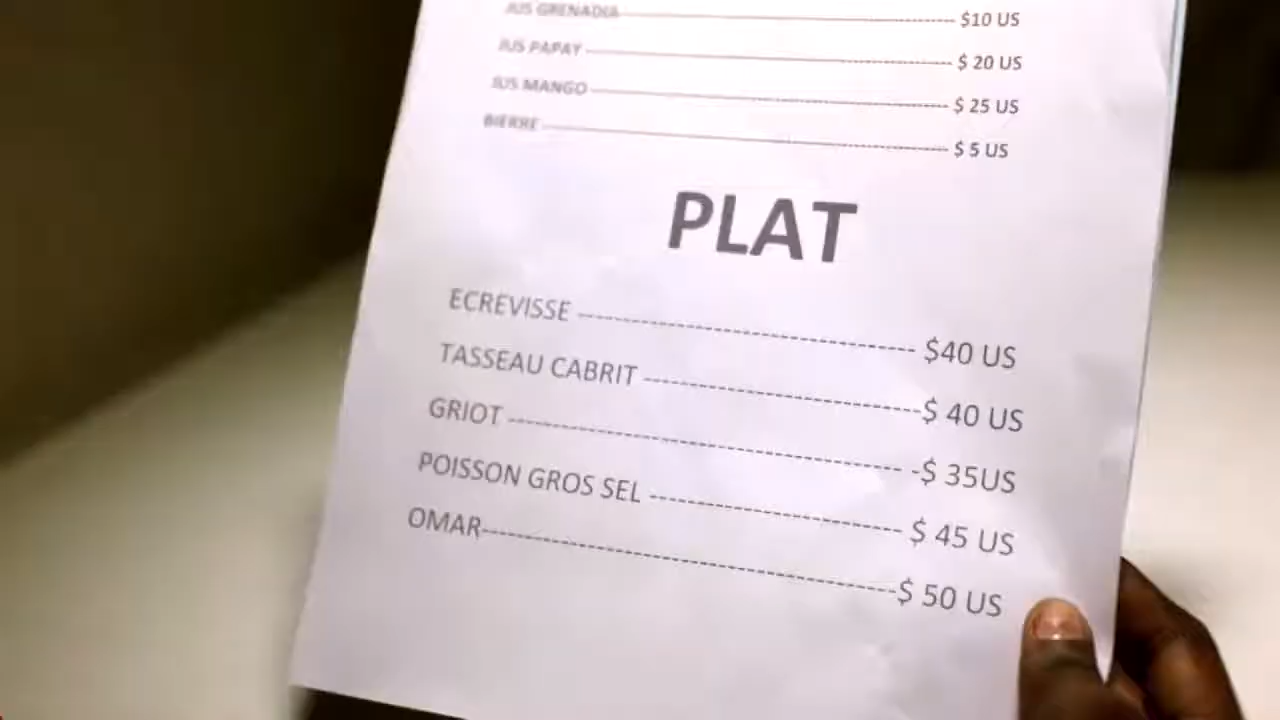 JUS GRENADIA------------------------------ $10 US
JUS PAPAY ------------------------------ $ 20 US
JUS MANGO ------------------------------ $ 25 US
BIERRE ------------------------------ $ 5 US
PLAT
ECREVISSE ------------------------------ $40 US
TASSEAU CABRIT ------------------------------$ 40 US
GRIOT ------------------------------ -$ 35US
POISSON GROS SEL ------------------------------ $ 45 US
OMAR------------------------------$ 50 US